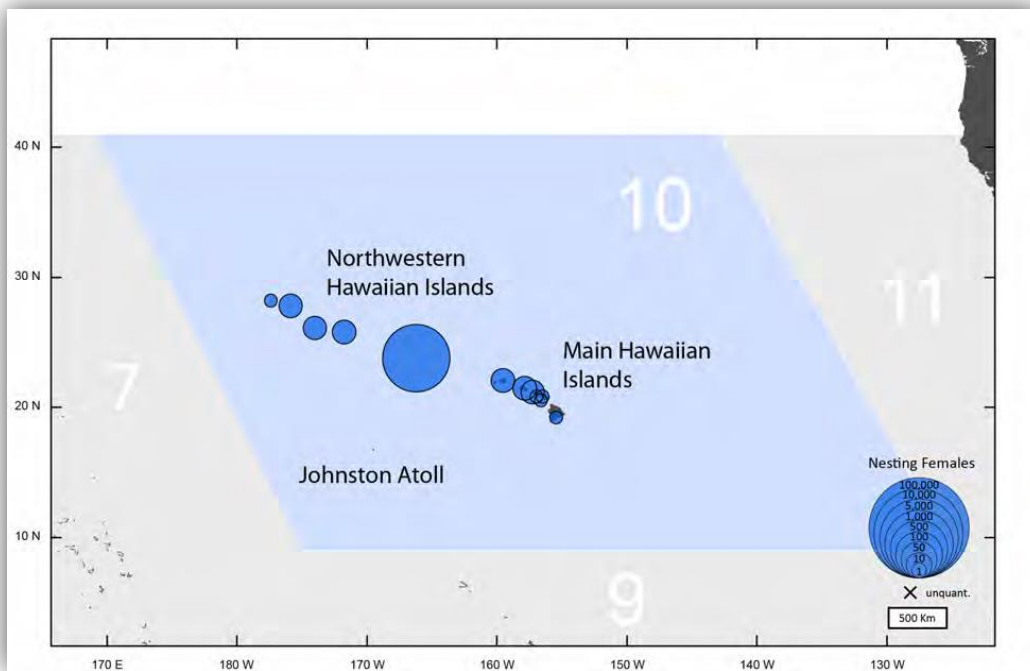 40 N
30 N
20 N
10 N
10
Northwestern
Hawaiian Islands
11
7
Main Hawaiian
Islands
Johnston Atoll
Nesting Females
100,000
10,000
5,000
1,000
500
100
50
10
1
unquant.
500 Km
9
170 E
180 W
170 W
160 W
150 W
140 W
130 W